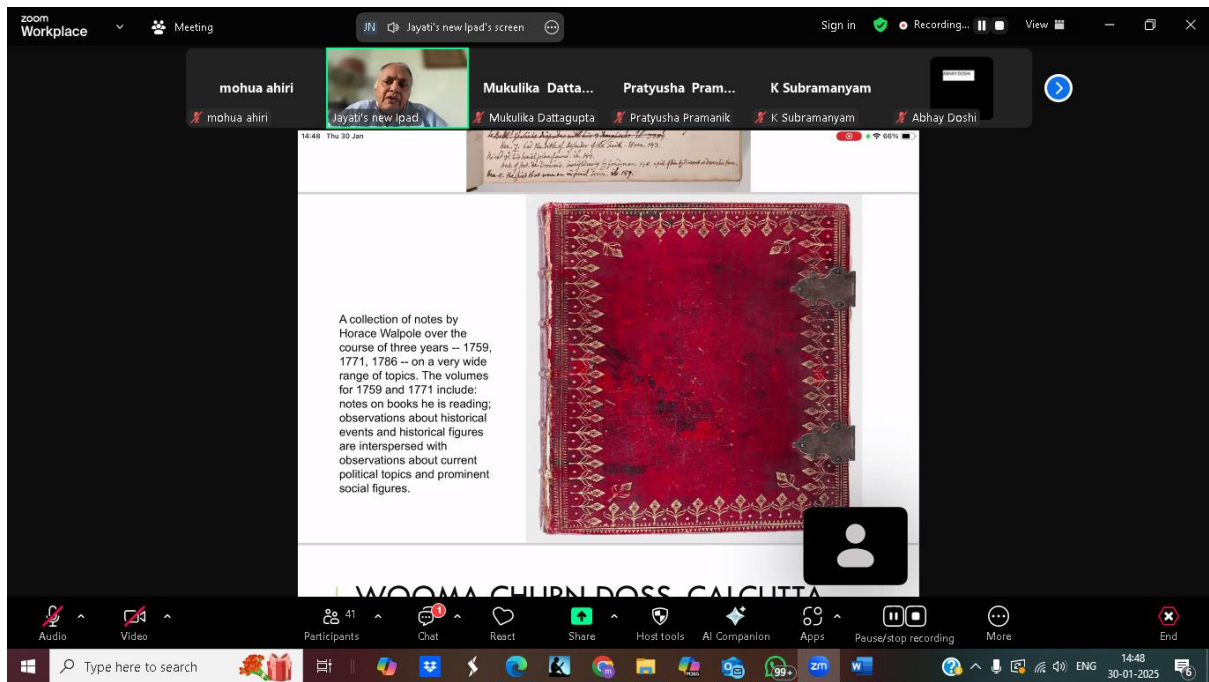 zoom
Workplace
Meeting
JN
Jayati's new Ipad's screen
Sign in
Recording...
View
mohua ahiri
Mukulika Datta...
Pratyusha Pram...
K Subramanyam
ABHAY DOSHI
mohua ahiri
Jayati's new Ipad
Mukulika Dattagupta
Pratyusha Pramanik
K Subramanyam
Abhay Doshi
14:48 Thu 30 Jan
66%
A collection of notes by
Horace Walpole over the
course of three years -- 1759,
1771, 1786 -- on a very wide
range of topics. The volumes
for 1759 and 1771 include:
notes on books he is reading;
observations about historical
events and historical figures
are interspersed with
observations about current
political topics and prominent
social figures.
WOOMA CHURN DOSS, CALCUTTA
41
1
Audio
Video
Participants
Chat
React
Share
Host tools
AI Companion
Apps
Pause/stop recording
More
End
Type here to search
M365
99+
zm
W
ENG
14:48
30-01-2025
6